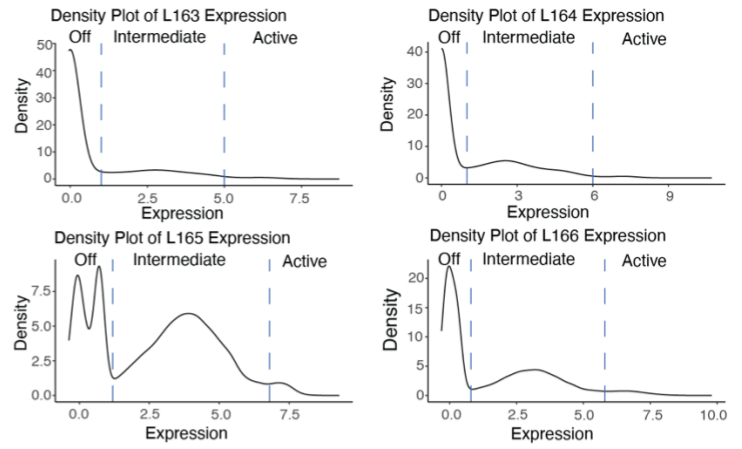 Density Plot of L163 Expression
Off Intermediate Active
Density
50
40
30
20
10
0
0.0 2.5 5.0 7.5
Expression
Density Plot of L164 Expression
Off Intermediate Active
Density
40
30
20
10
0
0 3 6 9
Expression
Density Plot of L165 Expression
Off Intermediate Active
Density
7.5
5.0
2.5
0.0
0.0 2.5 5.0 7.5
Expression
Density Plot of L166 Expression
Off Intermediate Active
Density
20
15
10
5
0
0.0 2.5 5.0 7.5 10.0
Expression